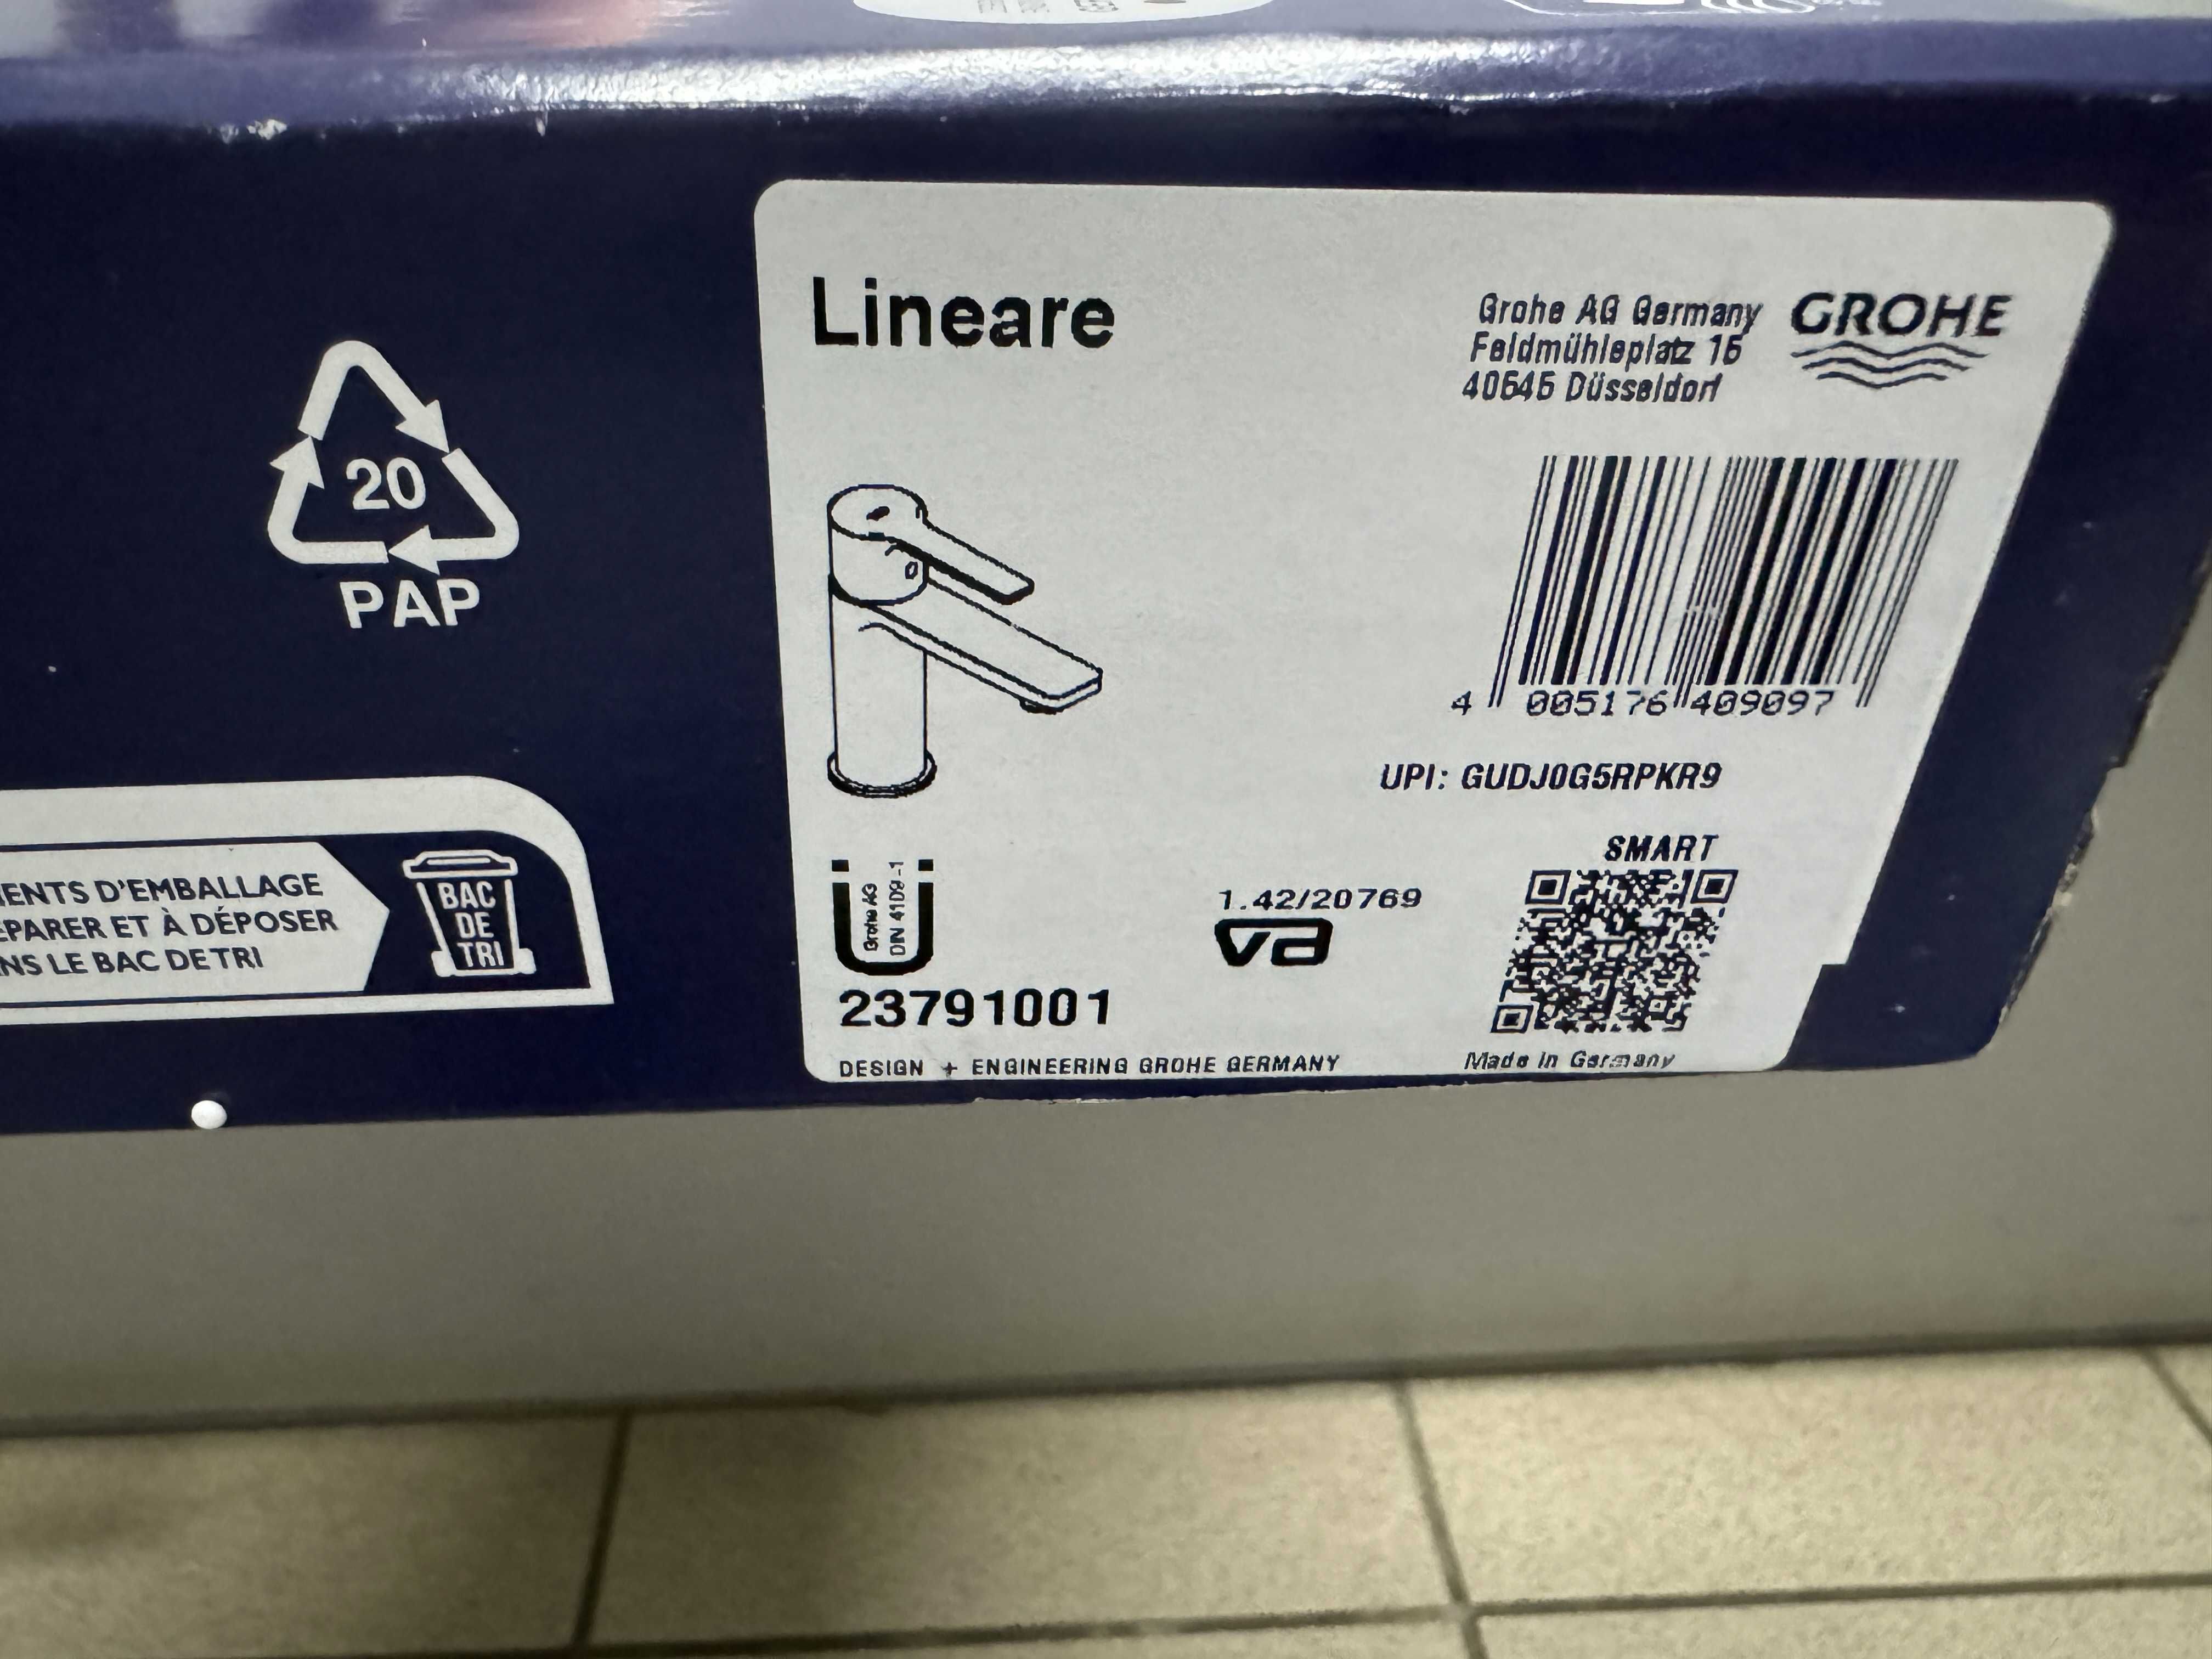 Lineare
Grohe AG Germany
Feldmühleplatz 15
40545 Düsseldorf
GROHE
20
PAP
4 005176 409097
UPI: GUDJ0G5RPKR9
SMART
1.42/20769
va
Grohe AG
DIN 4109-1
23791001
DESIGN + ENGINEERING GROHE GERMANY
Made in Germany
ENTS D'EMBALLAGE
ÉPARER ET À DÉPOSER
NS LE BAC DE TRI
BAC
DE
TRI